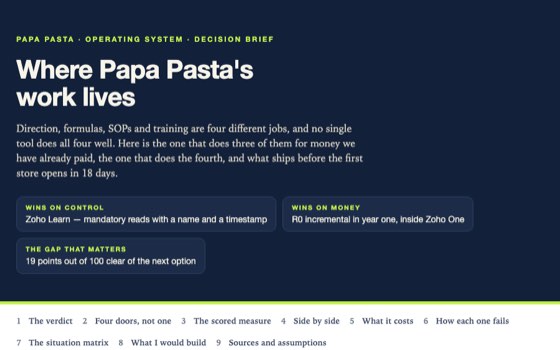 PAPA PASTA · OPERATING SYSTEM · DECISION BRIEF
Where Papa Pasta's
work lives
Direction, formulas, SOPs and training are four different jobs, and no single
tool does all four well. Here is the one that does three of them for money we
have already paid, the one that does the fourth, and what ships before the first
store opens in 18 days.
WINS ON CONTROL
Zoho Learn — mandatory reads with a name and a timestamp
WINS ON MONEY
R0 incremental in year one, inside Zoho One
THE GAP THAT MATTERS
19 points out of 100 clear of the next option
1 The verdict 2 Four doors, not one 3 The scored measure 4 Side by side 5 What it costs 6 How each one fails
7 The situation matrix 8 What I would build 9 Sources and assumptions